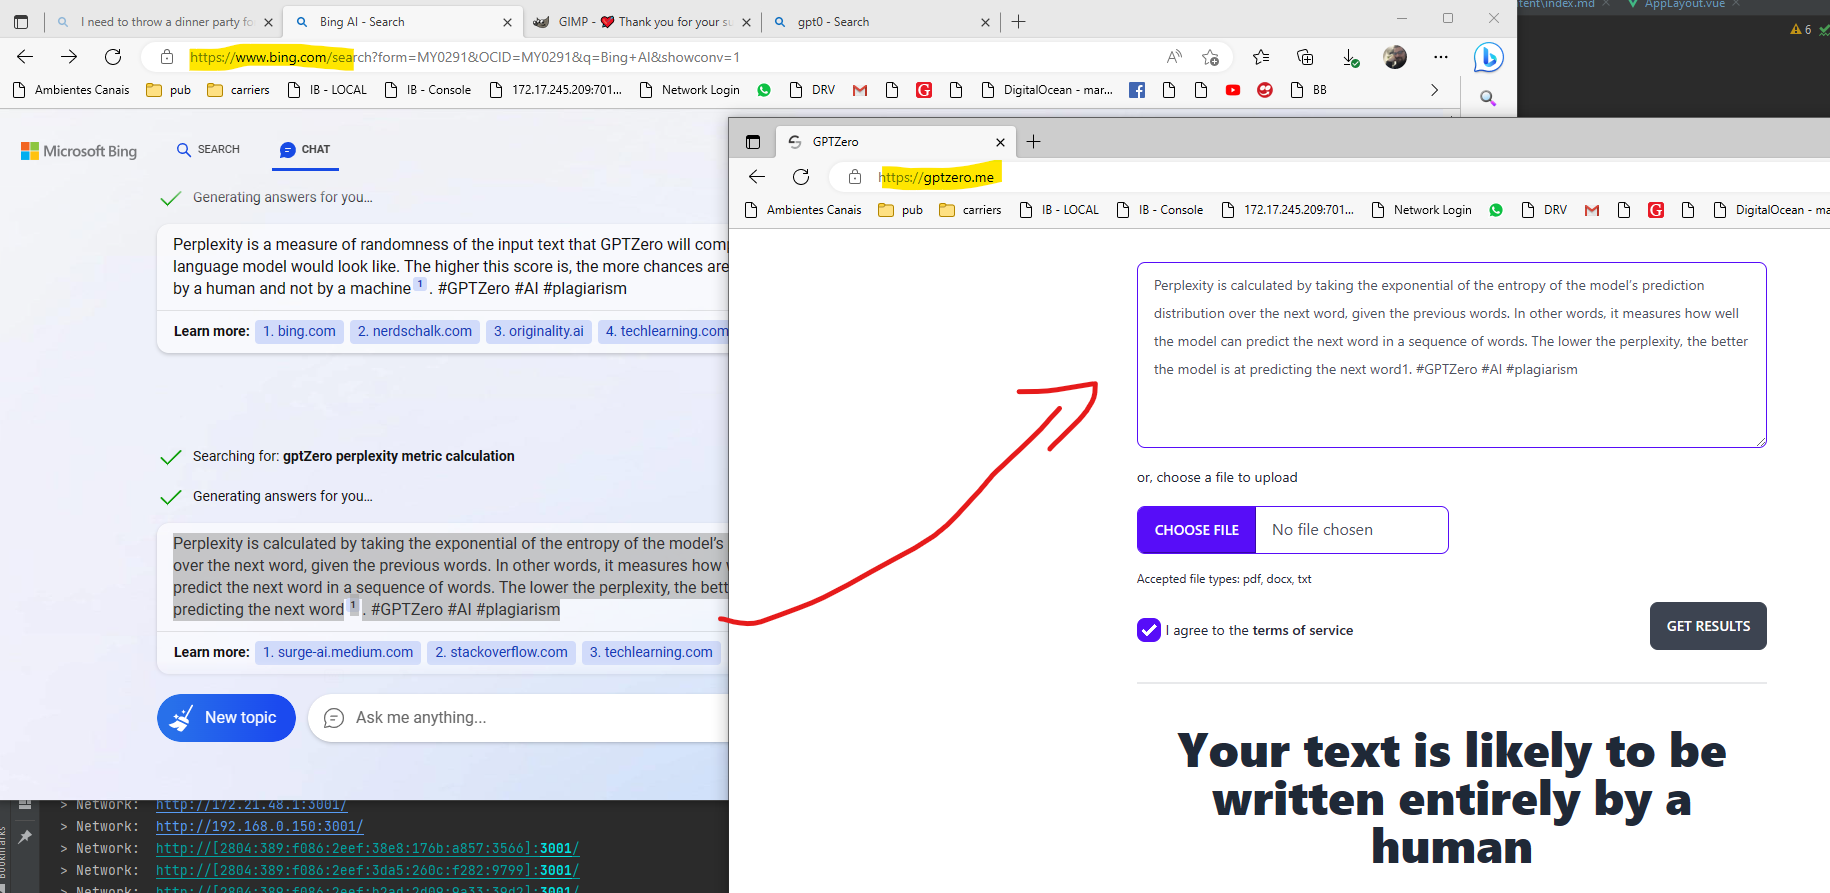 I need to throw a dinner party fo
Bing AI - Search
GIMP - ❤ Thank you for your su
gpt0 - Search
https://www.bing.com/search?form=MY0291&OCID=MY0291&q=Bing+AI&showconv=1
Ambientes Canais
pub
carriers
IB - LOCAL
IB - Console
172.17.245.209:701...
Network Login
DRV
DigitalOcean - mar...
BB
tent\index.md
AppLayout.vue
6
Microsoft Bing
SEARCH
CHAT
Generating answers for you...
Perplexity is a measure of randomness of the input text that GPTZero will comp
language model would look like. The higher this score is, the more chances are
by a human and not by a machine 1 . #GPTZero #AI #plagiarism
Learn more: 1. bing.com 2. nerdschalk.com 3. originality.ai 4. techlearning.com
Searching for: gptZero perplexity metric calculation
Generating answers for you...
Perplexity is calculated by taking the exponential of the entropy of the model's
over the next word, given the previous words. In other words, it measures how w
predict the next word in a sequence of words. The lower the perplexity, the bett
predicting the next word 1 . #GPTZero #AI #plagiarism
Learn more: 1. surge-ai.medium.com 2. stackoverflow.com 3. techlearning.com
New topic
Ask me anything...
> Network: http://172.21.48.1:3001/
> Network: http://192.168.0.150:3001/
> Network: http://[2804:389:f086:2eef:38e8:176b:a857:3566]:3001/
> Network: http://[2804:389:f086:2eef:3da5:260c:f282:9799]:3001/
> Network: http://[2804:389:f086:2eef:b2ad:2d09:9a33:39d2]:3001/
GPTZero
https://gptzero.me
Ambientes Canais
pub
carriers
IB - LOCAL
IB - Console
172.17.245.209:701...
Network Login
DRV
DigitalOcean - ma
Perplexity is calculated by taking the exponential of the entropy of the model's prediction
distribution over the next word, given the previous words. In other words, it measures how well
the model can predict the next word in a sequence of words. The lower the perplexity, the better
the model is at predicting the next word1. #GPTZero #AI #plagiarism
or, choose a file to upload
CHOOSE FILE
No file chosen
Accepted file types: pdf, docx, txt
I agree to the terms of service
GET RESULTS
Your text is likely to be
written entirely by a
human